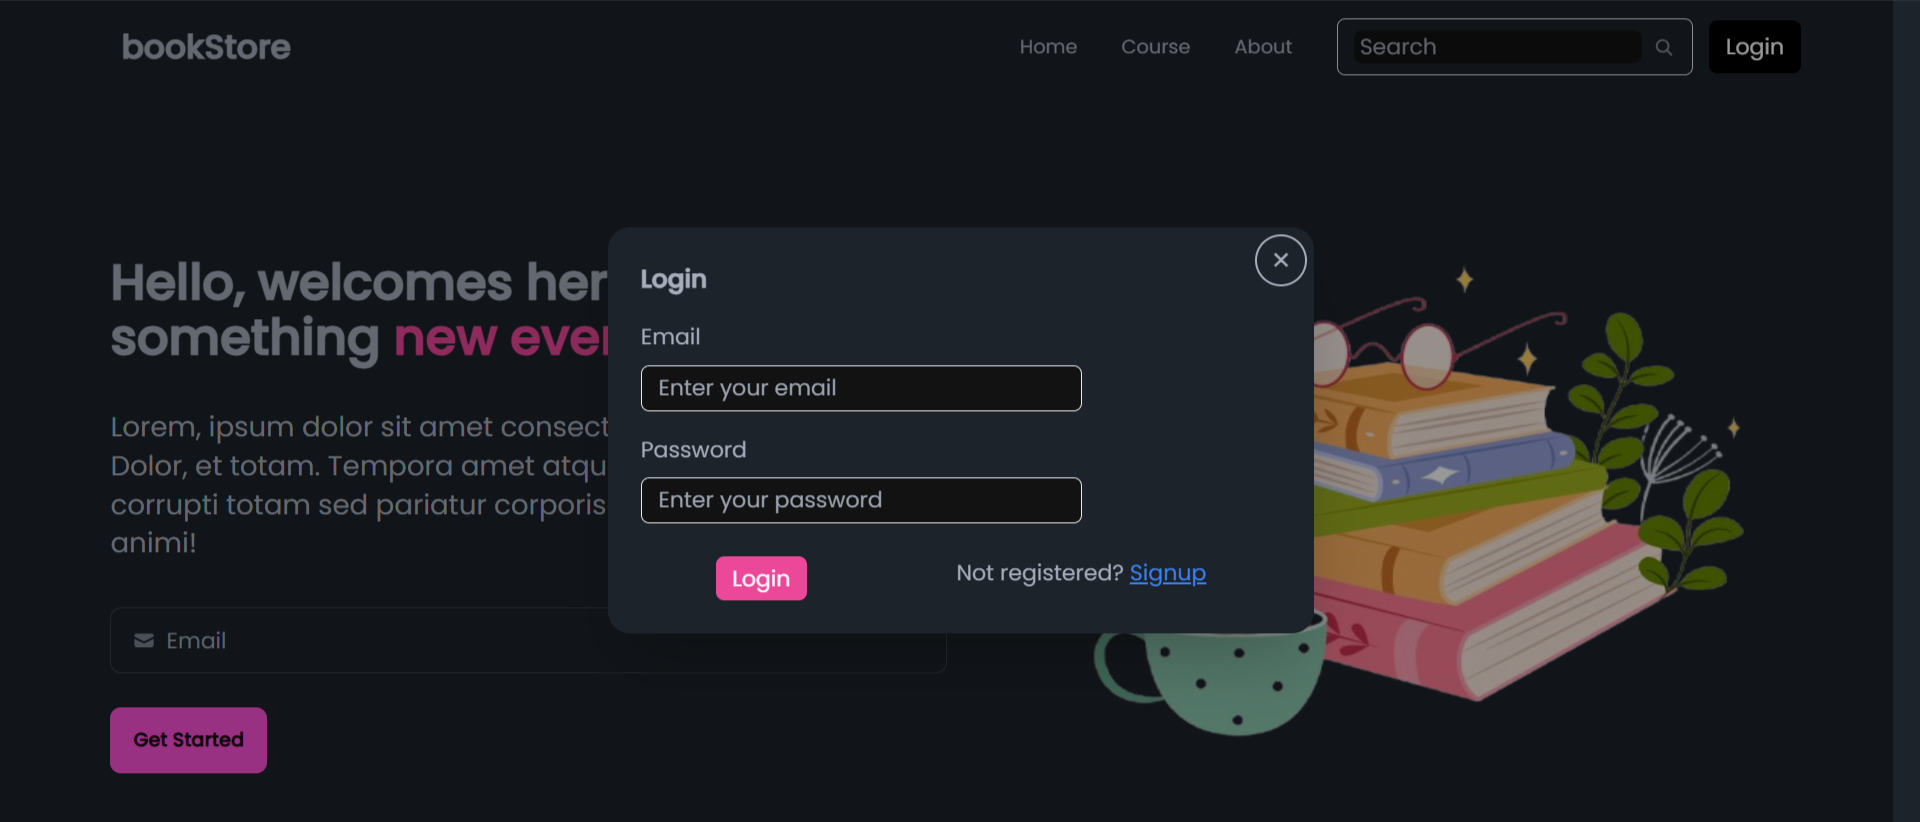 bookStore
Home
Course
About
Search
Login
Hello, welcomes her
something new ever
Lorem, ipsum dolor sit amet consect
Dolor, et totam. Tempora amet atqu
corrupti totam sed pariatur corporis
animi!
Email
Get Started
Login
Email
Enter your email
Password
Enter your password
Login
Not registered? Signup